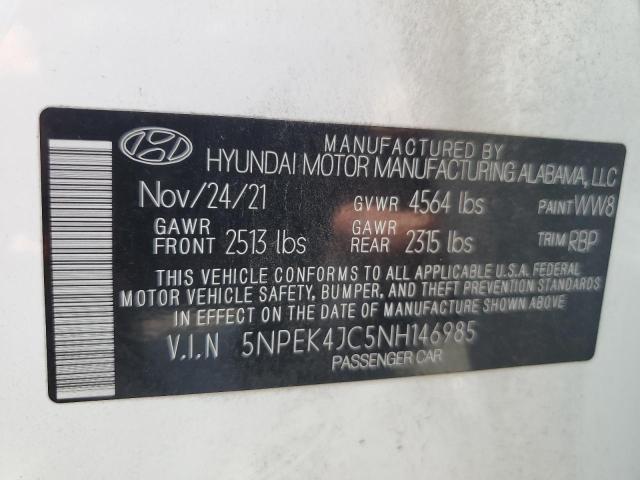 MANUFACTURED BY
HYUNDAI MOTOR MANUFACTURING ALABAMA, LLC
Nov/24/21 GVWR 4564 lbs PAINT WW8
GAWR FRONT 2513 lbs GAWR REAR 2315 lbs TRIM RBP
THIS VEHICLE CONFORMS TO ALL APPLICABLE U.S.A. FEDERAL
MOTOR VEHICLE SAFETY, BUMPER, AND THEFT PREVENTION
STANDARDS IN EFFECT ON THE DATE OF MANUFACTURE SHOWN ABOVE.
V.I.N 5NPEK4JC5NH146985
PASSENGER CAR